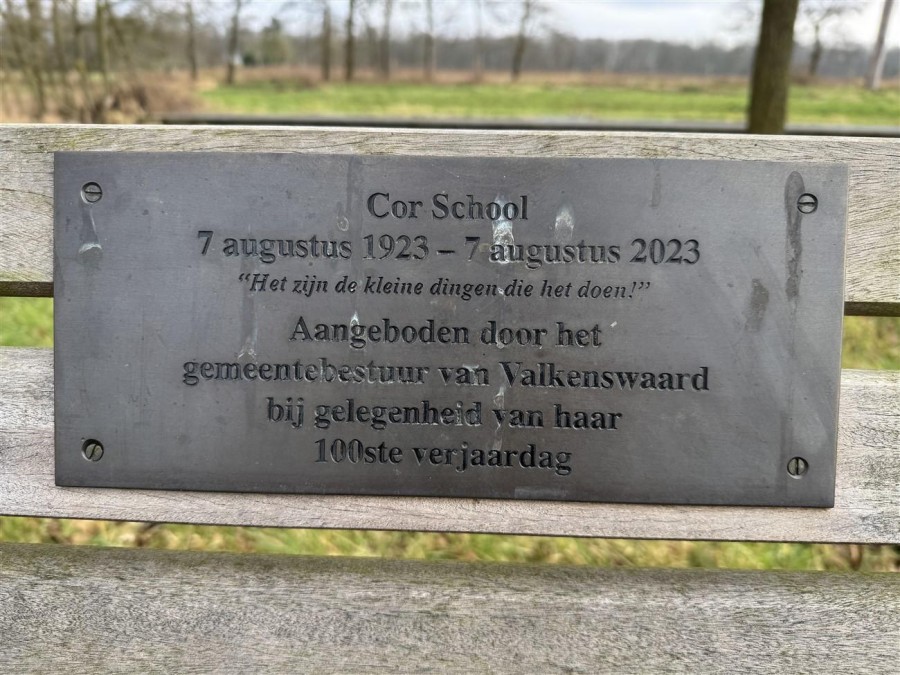 Cor School
7 augustus 1923 – 7 augustus 2023
“Het zijn de kleine dingen die het doen!”
Aangeboden door het
gemeentebestuur van Valkenswaard
bij gelegenheid van haar
100ste verjaardag